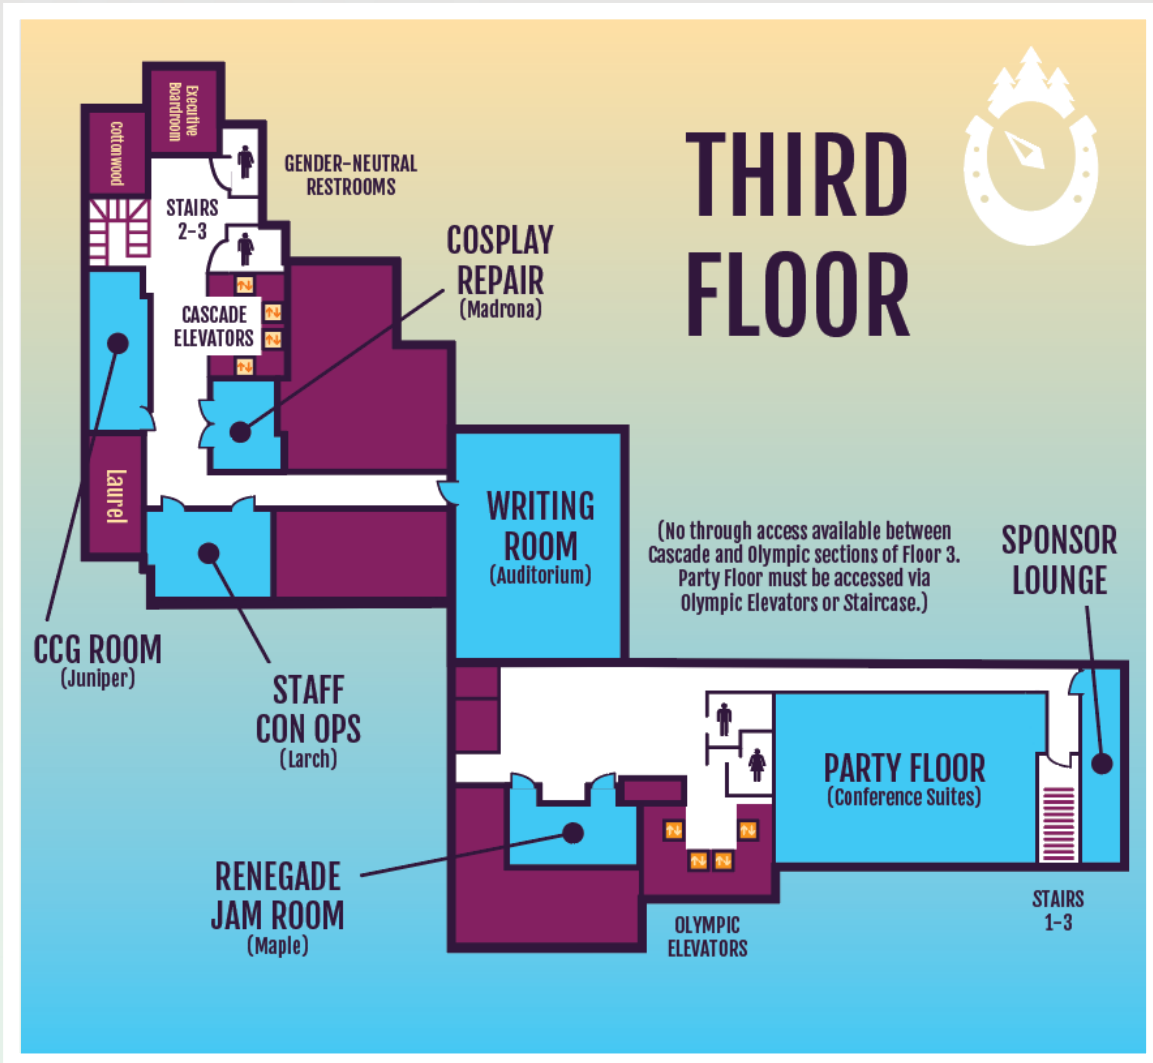 THIRD
FLOOR
Executive
Boardroom
Cottonwood
GENDER-NEUTRAL
RESTROOMS
STAIRS
2-3
COSPLAY
REPAIR
(Madrona)
CASCADE
ELEVATORS
Laurel
WRITING
ROOM
(Auditorium)
(No through access available between
Cascade and Olympic sections of Floor 3.
Party Floor must be accessed via
Olympic Elevators or Staircase.)
SPONSOR
LOUNGE
CCG ROOM
(Juniper)
STAFF
CON OPS
(Larch)
PARTY FLOOR
(Conference Suites)
RENEGADE
JAM ROOM
(Maple)
OLYMPIC
ELEVATORS
STAIRS
1-3